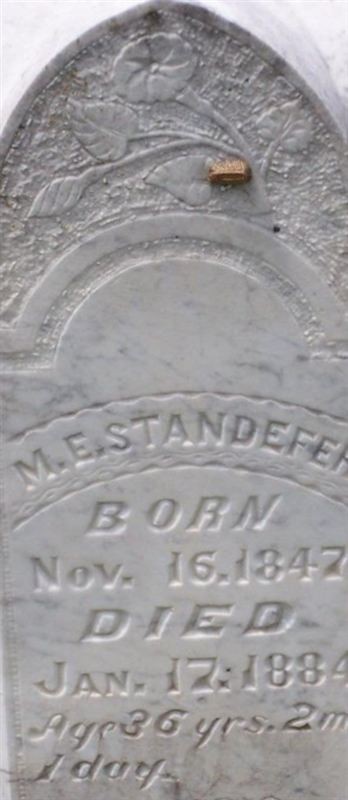 M. E. STANDEFER
BORN
Nov. 16. 1847
DIED
JAN. 17. 1884
Age 36 yrs. 2 m
1 day